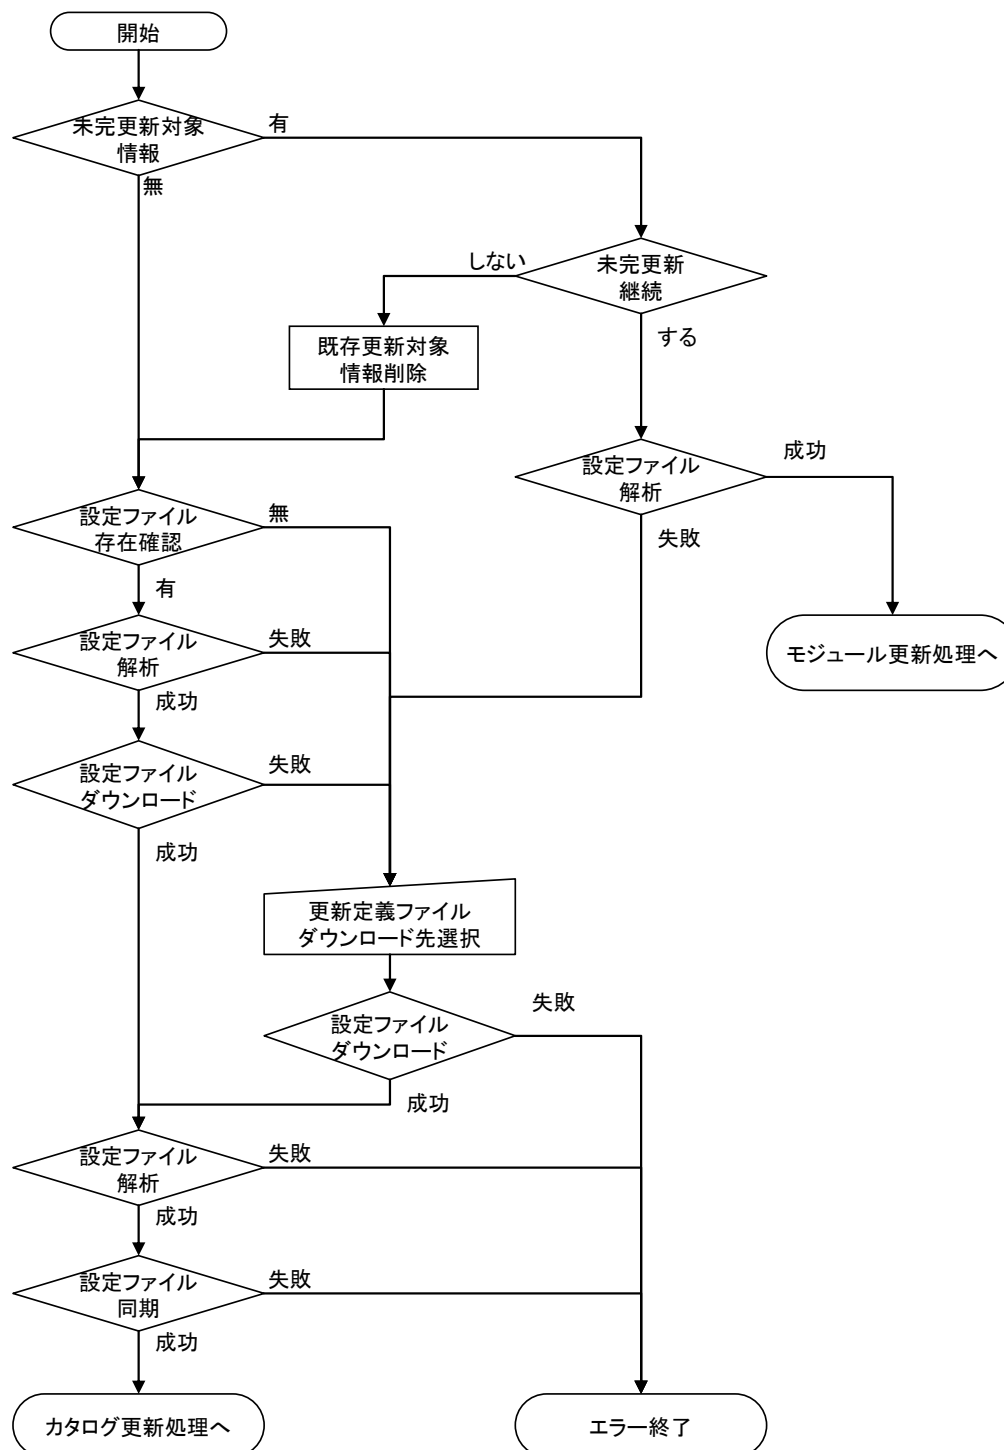 開始
未完更新対象
情報
有
無
しない
未完更新
継続
する
既存更新対象
情報削除
設定ファイル
解析
成功
失敗
モジュール更新処理へ
設定ファイル
存在確認
無
有
設定ファイル
解析
失敗
成功
設定ファイル
ダウンロード
失敗
成功
更新定義ファイル
ダウンロード先選択
設定ファイル
ダウンロード
失敗
成功
設定ファイル
解析
失敗
成功
設定ファイル
同期
失敗
成功
カタログ更新処理へ
エラー終了